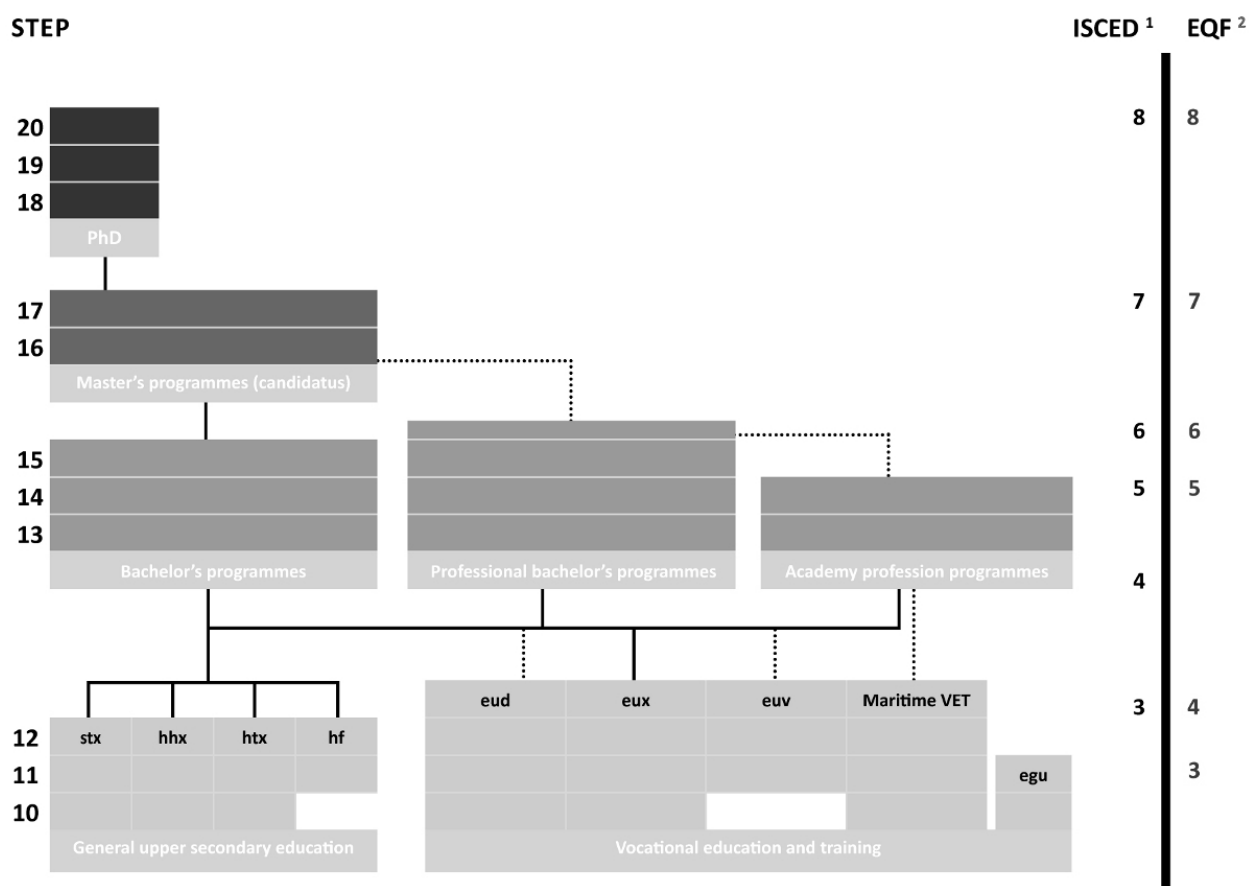 STEP ISCED 1 EQF 2
20 8 8
19
18
PhD
17 7 7
16
Master's programmes (candidatus)
6 6
15
14 5 5
13
Bachelor's programmes Professional bachelor's programmes Academy profession programmes
4
eud eux euv Maritime VET
3 4
12 stx hhx htx hf
11 egu 3
10
General upper secondary education Vocational education and training